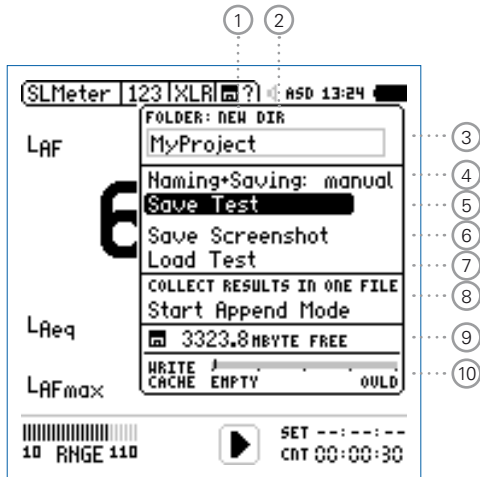 1 2
SLMeter 123 XLR ? ASD 13:24
FOLDER: NEW DIR
MyProject
3
LAF
Naming+Saving: manual
4
Save Test
5
6
Save Screenshot
6
Load Test
7
COLLECT RESULTS IN ONE FILE
Start Append Mode
8
LAeq
3323.8 MBYTE FREE
9
WRITE CACHE EMPTY OVLD
10
LAFmax
10 RNGE 110
SET --:--:--
CNT 00:00:30